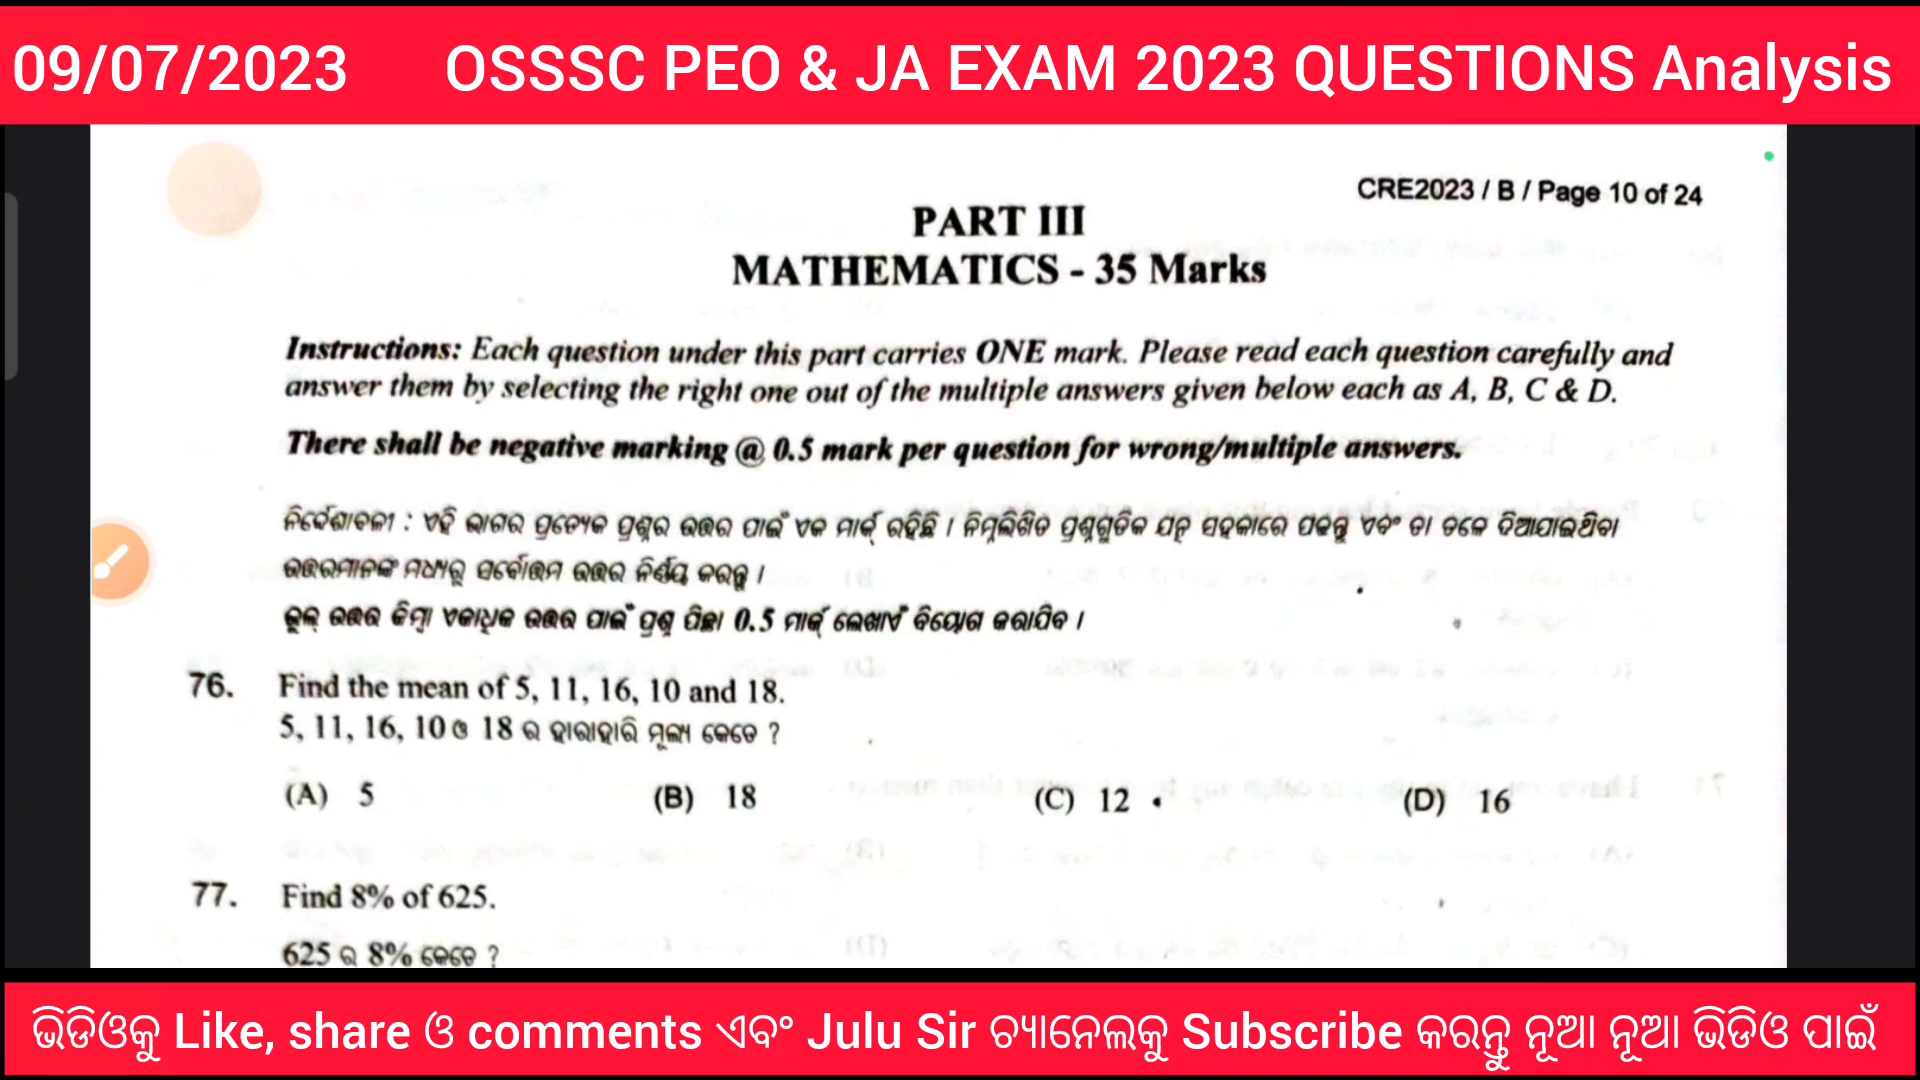 09/07/2023 OSSSC PEO & JA EXAM 2023 QUESTIONS Analysis
CRE2023 / B / Page 10 of 24
PART III
MATHEMATICS - 35 Marks
Instructions: Each question under this part carries ONE mark. Please read each question carefully and
answer them by selecting the right one out of the multiple answers given below each as A, B, C & D.
There shall be negative marking @ 0.5 mark per question for wrong/multiple answers.
ନିର୍ଦ୍ଦେଶାବଳୀ : ଏହି ଭାଗର ପ୍ରତ୍ୟେକ ପ୍ରଶ୍ନର ଉତ୍ତର ପାଇଁ ଏକ ମାର୍କ୍ ରହିଛି । ନିମ୍ନଲିଖିତ ପ୍ରଶ୍ନଗୁଡିକ ଯତ୍ନ ସହକାରେ ପଢନ୍ତୁ ଏବଂ ତା ତଳେ ଦିଆଯାଇଥିବା
ଉତ୍ତରମାନଙ୍କ ମଧ୍ୟରୁ ସର୍ବୋତ୍ତମ ଉତ୍ତର ନିର୍ଣ୍ଣୟ କରନ୍ତୁ ।
ଭୁଲ୍ ଉତ୍ତର କିମ୍ବା ଏକାଧିକ ଉତ୍ତର ପାଇଁ ପ୍ରଶ୍ନ ପିଛା 0.5 ମାର୍କ୍ ଲେଖାଏଁ ବିୟୋଗ କରାଯିବ ।
76. Find the mean of 5, 11, 16, 10 and 18.
5, 11, 16, 10 ଓ 18 ର ହାରାହାରି ମୂଲ୍ୟ କେତେ ?
(A) 5 (B) 18 (C) 12 (D) 16
77. Find 8% of 625.
625 ର 8% କେତେ ?
ଭିଡିଓକୁ Like, share ଓ comments ଏବଂ Julu Sir ଚ୍ୟାନେଲକୁ Subscribe କରନ୍ତୁ ନୂଆ ନୂଆ ଭିଡିଓ ପାଇଁ